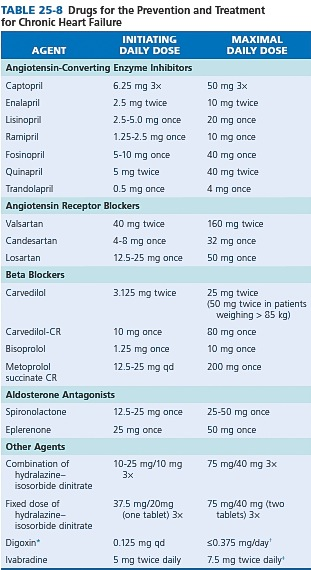 TABLE 25-8 Drugs for the Prevention and Treatment
for Chronic Heart Failure
AGENT INITIATING DAILY DOSE MAXIMAL DAILY DOSE
Angiotensin-Converting Enzyme Inhibitors
Captopril 6.25 mg 3× 50 mg 3×
Enalapril 2.5 mg twice 10 mg twice
Lisinopril 2.5-5.0 mg once 20 mg once
Ramipril 1.25-2.5 mg once 10 mg once
Fosinopril 5-10 mg once 40 mg once
Quinapril 5 mg twice 40 mg twice
Trandolapril 0.5 mg once 4 mg once
Angiotensin Receptor Blockers
Valsartan 40 mg twice 160 mg twice
Candesartan 4-8 mg once 32 mg once
Losartan 12.5-25 mg once 50 mg once
Beta Blockers
Carvedilol 3.125 mg twice 25 mg twice
(50 mg twice in patients
weighing > 85 kg)
Carvedilol-CR 10 mg once 80 mg once
Bisoprolol 1.25 mg once 10 mg once
Metoprolol 12.5-25 mg qd 200 mg once
succinate CR
Aldosterone Antagonists
Spironolactone 12.5-25 mg once 25-50 mg once
Eplerenone 25 mg once 50 mg once
Other Agents
Combination of 10-25 mg/10 mg 75 mg/40 mg 3×
hydralazine– 3×
isosorbide dinitrate
Fixed dose of 37.5 mg/20mg 75 mg/40 mg (two
hydralazine– (one tablet) 3× tablets) 3×
isosorbide dinitrate
Digoxin* 0.125 mg qd ≤0.375 mg/day†
Ivabradine 5 mg twice daily 7.5 mg twice daily